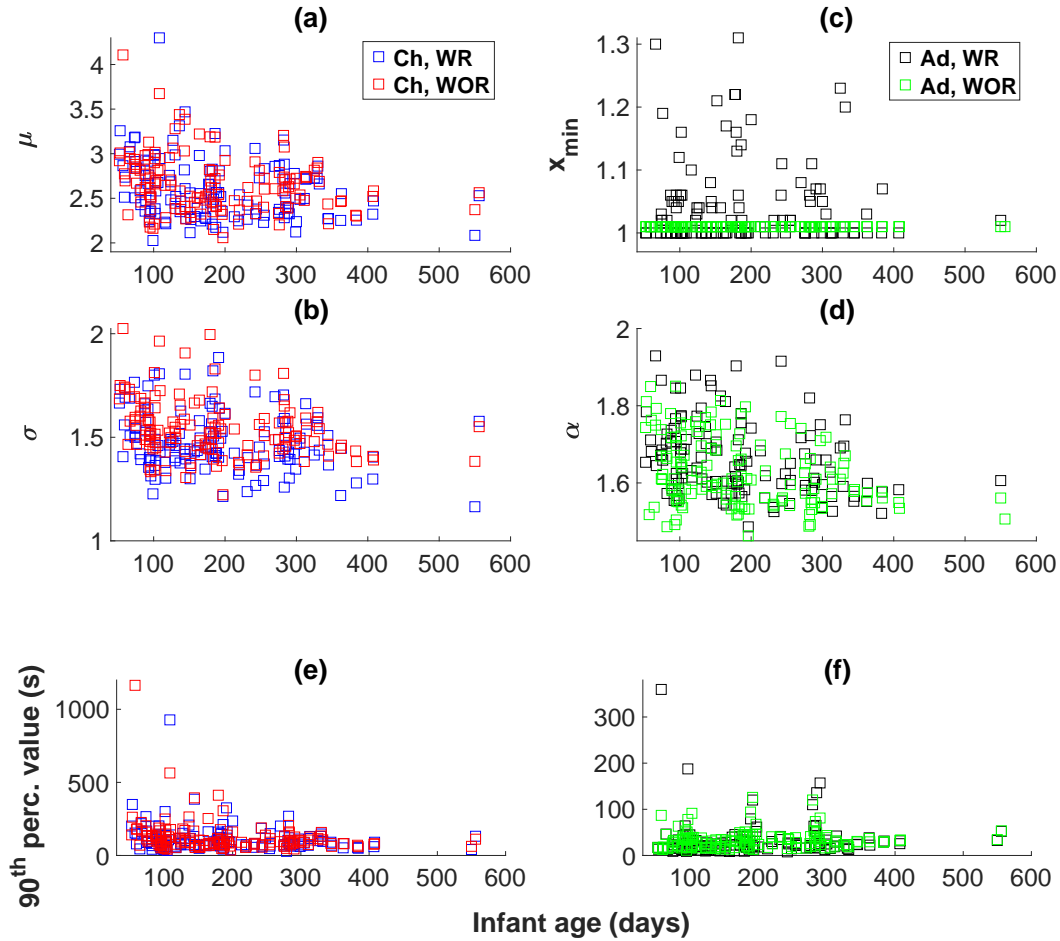 (a)
4
3.5
3
2.5
2
μ
Ch, WR
Ch, WOR
100 200 300 400 500 600
(c)
1.3
1.2
1.1
1
x_min
Ad, WR
Ad, WOR
100 200 300 400 500 600
(b)
2
1.5
1
σ
100 200 300 400 500 600
(d)
2
1.8
1.6
α
100 200 300 400 500 600
(e)
1000
500
0
90^th perc. value (s)
100 200 300 400 500 600
(f)
300
200
100
0
100 200 300 400 500 600
Infant age (days)